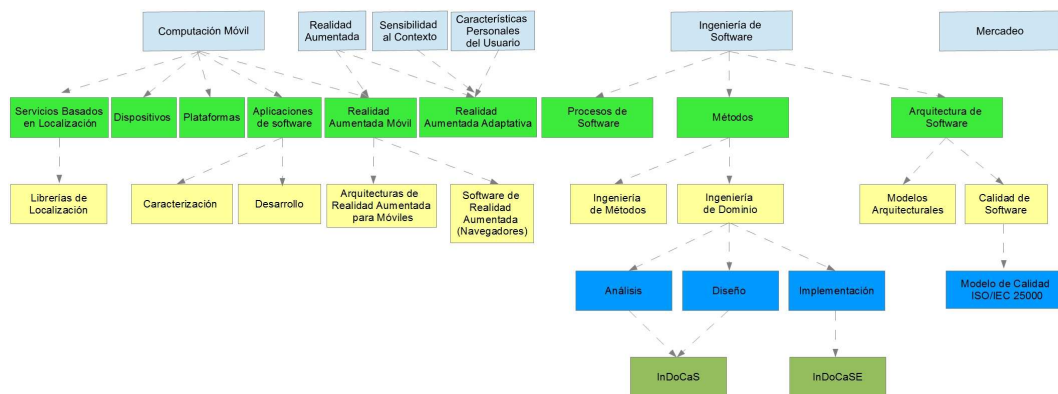 Computación Móvil
Realidad
Aumentada
Sensibilidad
al Contexto
Características
Personales
del Usuario
Ingeniería de
Software
Mercadeo
Servicios Basados
en Localización
Dispositivos
Plataformas
Aplicaciones
de software
Realidad
Aumentada Móvil
Realidad
Aumentada Adaptativa
Procesos de
Software
Métodos
Arquitectura de
Software
Librerías de
Localización
Caracterización
Desarrollo
Arquitecturas de
Realidad Aumentada
para Móviles
Software de
Realidad
Aumentada
(Navegadores)
Ingeniería
de Métodos
Ingeniería
de Dominio
Modelos
Arquitecturales
Calidad de
Software
Análisis
Diseño
Implementación
Modelo de Calidad
ISO/IEC 25000
InDoCaS
InDoCaSE